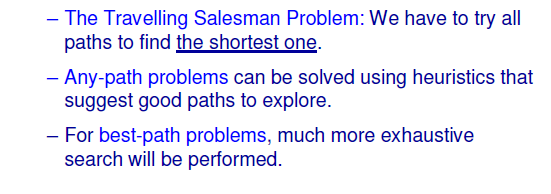 – The Travelling Salesman Problem: We have to try all
paths to find the shortest one.
– Any-path problems can be solved using heuristics that
suggest good paths to explore.
– For best-path problems, much more exhaustive
search will be performed.